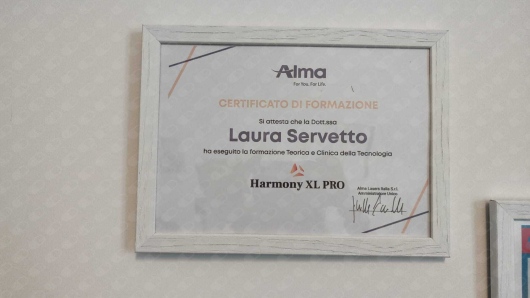 Alma
For You. For Life.
CERTIFICATO DI FORMAZIONE
Si attesta che la Dott.ssa
Laura Servetto
ha eseguito la formazione Teorica e Clinica della Tecnologia
Harmony XL PRO
Alma Lasers Italia S.r.l.
Amministratore Unico